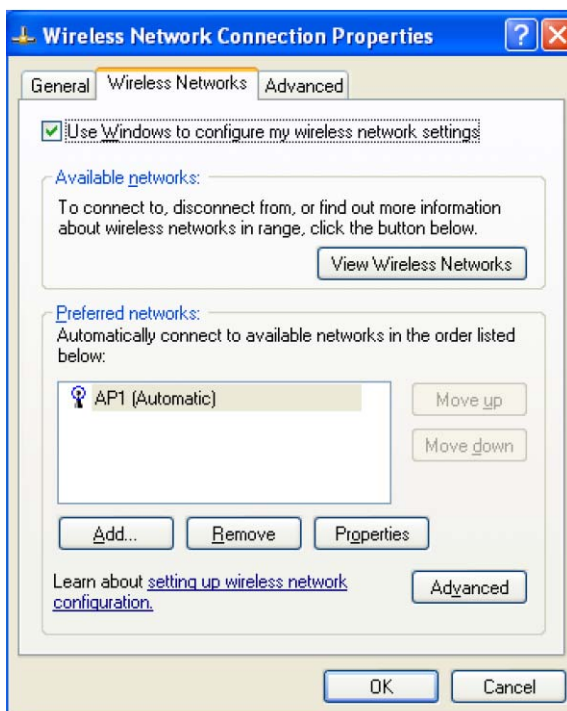 Wireless Network Connection Properties
?
General
Wireless Networks
Advanced
Use Windows to configure my wireless network settings
Available networks:
To connect to, disconnect from, or find out more information
about wireless networks in range, click the button below.
View Wireless Networks
Preferred networks:
Automatically connect to available networks in the order listed
below:
AP1 (Automatic)
Move up
Move down
Add...
Remove
Properties
Learn about setting up wireless network
configuration.
Advanced
OK
Cancel